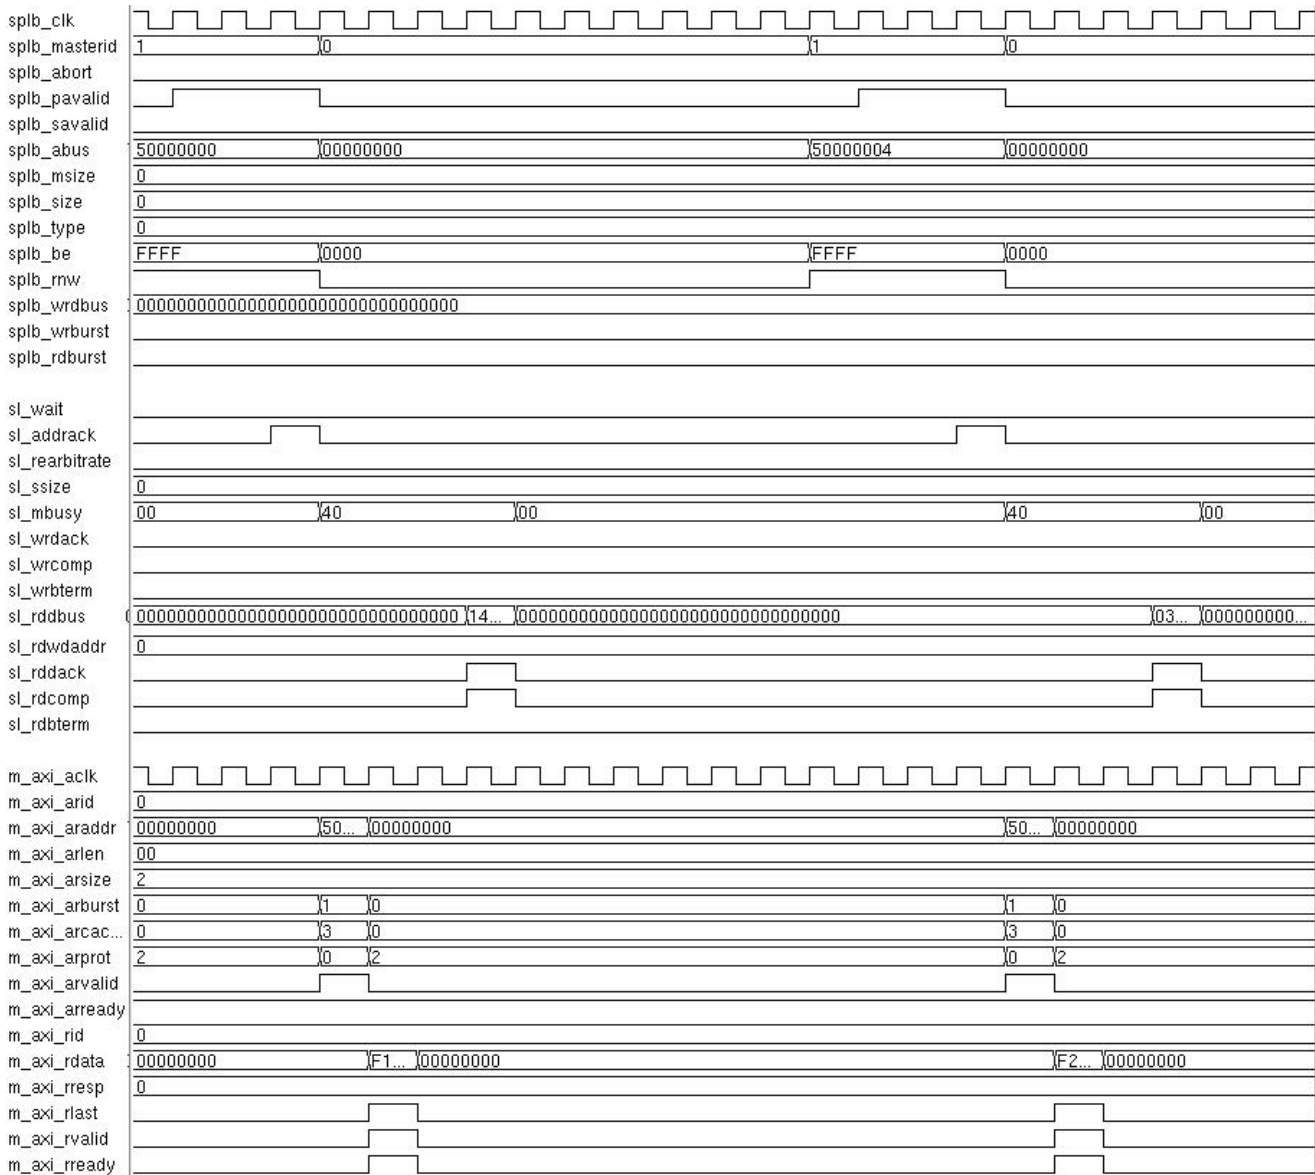 splb_clk
splb_masterid 1 0 1 0
splb_abort
splb_pavalid
splb_savalid
splb_abus 50000000 00000000 50000004 00000000
splb_msize 0
splb_size 0
splb_type 0
splb_be FFFF 0000 FFFF 0000
splb_rnw
splb_wrdbus 00000000000000000000000000000000
splb_wrburst
splb_rdburst
sl_wait
sl_addrack
sl_rearbitrate
sl_ssize 0
sl_mbusy 00 40 00 40 00
sl_wrdack
sl_wrcomp
sl_wrbterm
sl_rddbus 00000000000000000000000000000000 14... 00000000000000000000000000000000 03... 000000000...
sl_rdwdaddr 0
sl_rddack
sl_rdcomp
sl_rdbterm
m_axi_aclk
m_axi_arid 0
m_axi_araddr 00000000 50... 00000000 50... 00000000
m_axi_arlen 00
m_axi_arsize 2
m_axi_arburst 0 1 0 1 0
m_axi_arcac... 0 3 0 3 0
m_axi_arprot 2 0 2 0 2
m_axi_arvalid
m_axi_arready
m_axi_rid 0
m_axi_rdata 00000000 F1... 00000000 F2... 00000000
m_axi_rresp 0
m_axi_rlast
m_axi_rvalid
m_axi_rready